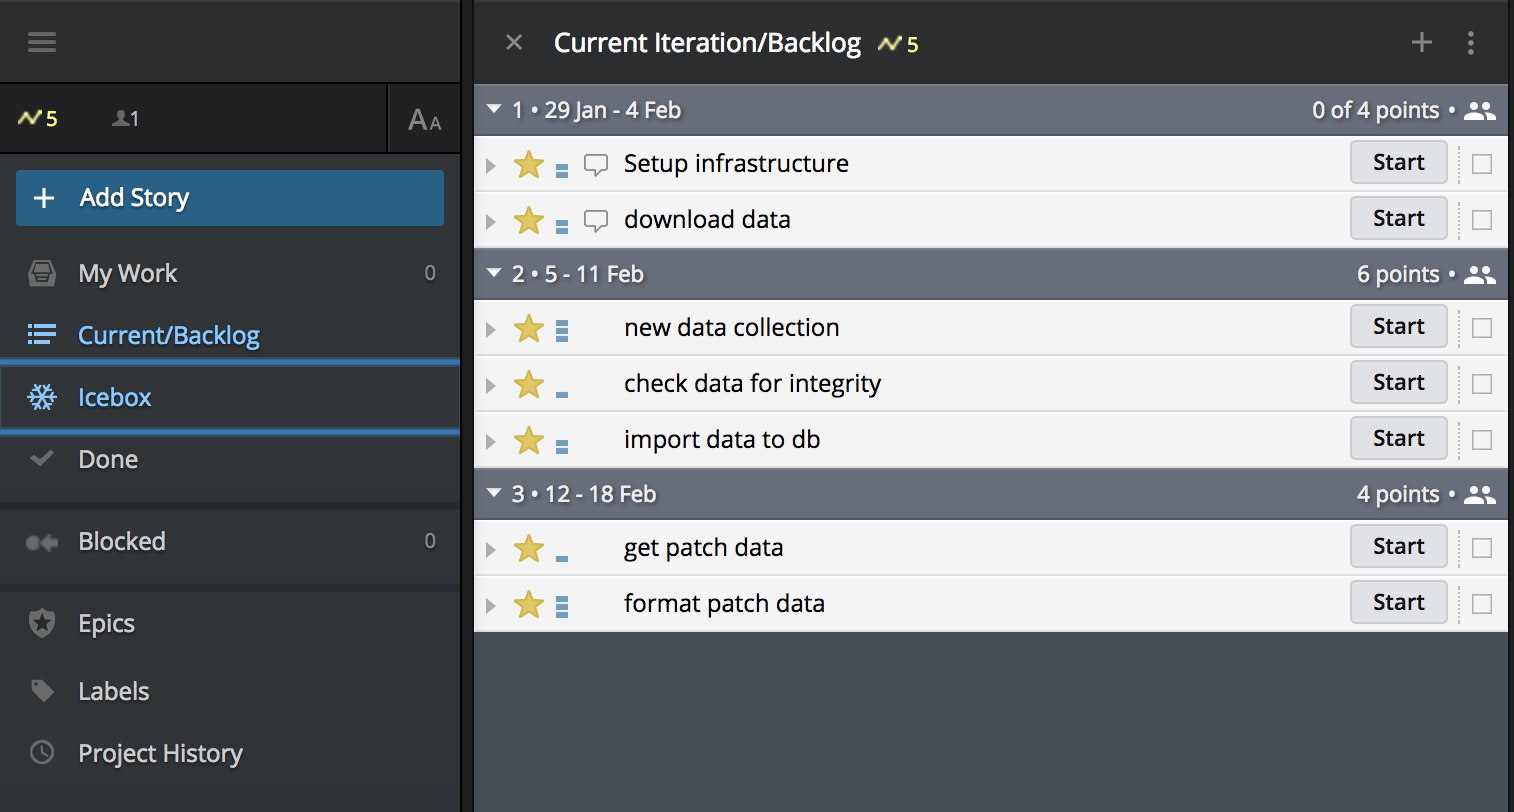 5
1
AA
Add Story
My Work 0
Current/Backlog
Icebox
Done
Blocked 0
Epics
Labels
Project History
Current Iteration/Backlog 5
1 • 29 Jan - 4 Feb 0 of 4 points •
Setup infrastructure Start
download data Start
2 • 5 - 11 Feb 6 points •
new data collection Start
check data for integrity Start
import data to db Start
3 • 12 - 18 Feb 4 points •
get patch data Start
format patch data Start